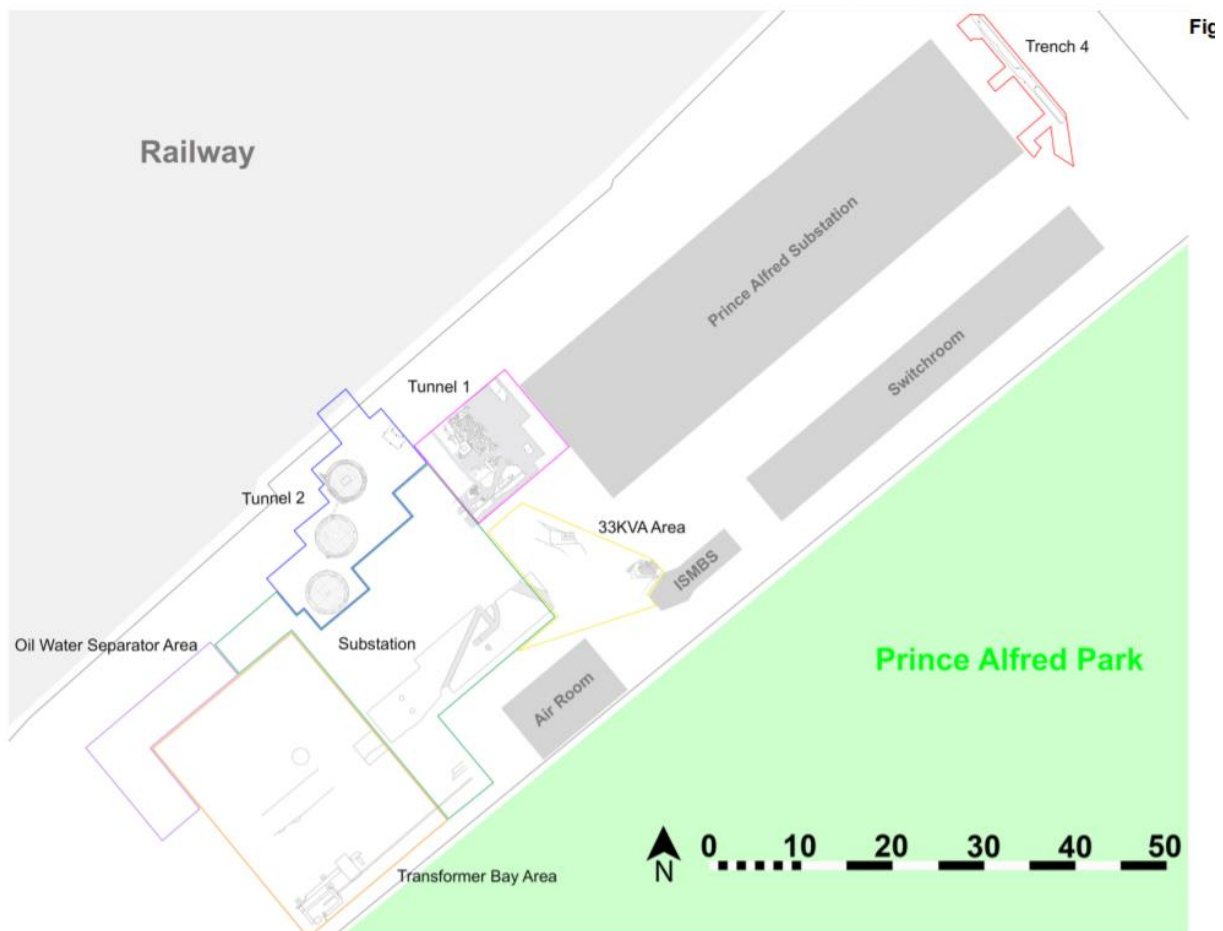 Fig
Trench 4
Railway
Prince Alfred Substation
Switchroom
Tunnel 1
Tunnel 2
33KVA Area
ISMBS
Oil Water Separator Area
Substation
Prince Alfred Park
Air Room
0 10 20 30 40 50
N
Transformer Bay Area